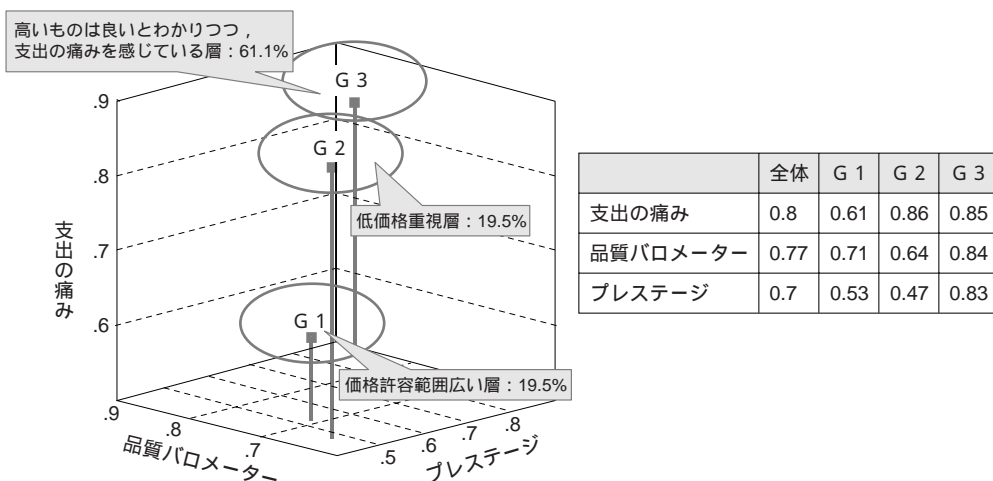 高いものは良いとわかりつつ，
支出の痛みを感じている層：61.1%
G 3
G 2
低価格重視層：19.5%
G 1
価格許容範囲広い層：19.5%
支出の痛み
.9
.8
.7
.6
.9
.8
.7
品質バロメーター
.5
.6
.7
.8
プレステージ
全体 G 1 G 2 G 3
支出の痛み 0.8 0.61 0.86 0.85
品質バロメーター 0.77 0.71 0.64 0.84
プレステージ 0.7 0.53 0.47 0.83